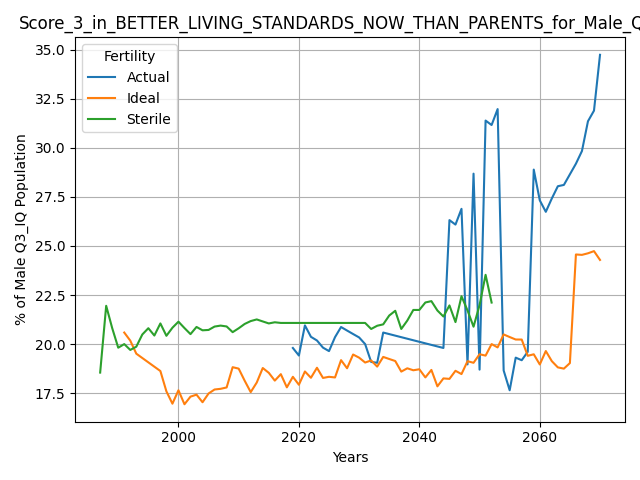 Score_3_in_BETTER_LIVING_STANDARDS_NOW_THAN_PARENTS_for_Male_Q
Fertility
Actual
Ideal
Sterile
% of Male Q3_IQ Population
35.0
32.5
30.0
27.5
25.0
22.5
20.0
17.5
2000
2020
2040
2060
Years